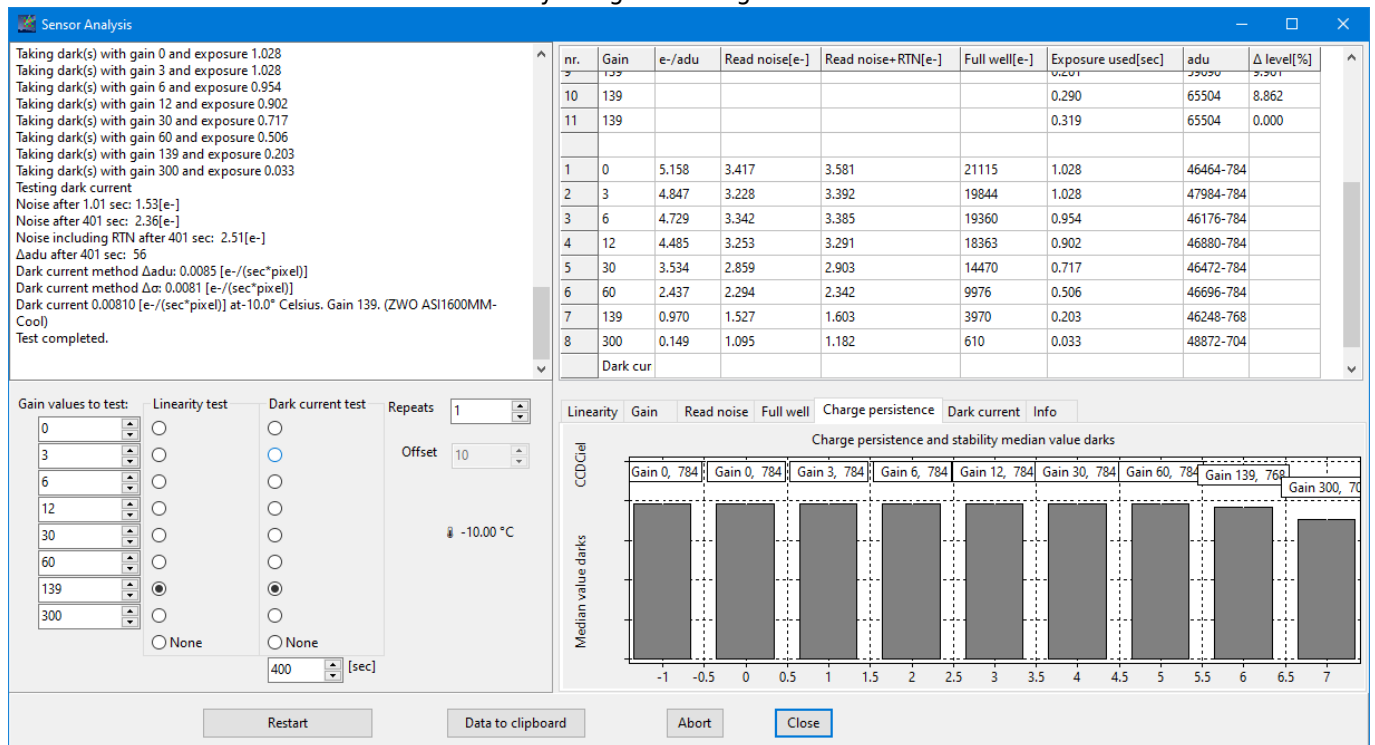 Sensor Analysis
Taking dark(s) with gain 0 and exposure 1.028
Taking dark(s) with gain 3 and exposure 1.028
Taking dark(s) with gain 6 and exposure 0.954
Taking dark(s) with gain 12 and exposure 0.902
Taking dark(s) with gain 30 and exposure 0.717
Taking dark(s) with gain 60 and exposure 0.506
Taking dark(s) with gain 139 and exposure 0.203
Taking dark(s) with gain 300 and exposure 0.033
Testing dark current
Noise after 1.01 sec: 1.53[e-]
Noise after 401 sec: 2.36[e-]
Noise including RTN after 401 sec: 2.51[e-]
Δadu after 401 sec: 56
Dark current method Δadu: 0.0085 [e-/(sec*pixel)]
Dark current method Δσ: 0.0081 [e-/(sec*pixel)]
Dark current 0.00810 [e-/(sec*pixel)] at-10.0° Celsius. Gain 139. (ZWO ASI1600MM-
Cool)
Test completed.
nr. Gain e-/adu Read noise[e-] Read noise+RTN[e-] Full well[e-] Exposure used[sec] adu Δ level[%]
10 139 0.290 65504 8.862
11 139 0.319 65504 0.000
1 0 5.158 3.417 3.581 21115 1.028 46464-784
2 3 4.847 3.228 3.392 19844 1.028 47984-784
3 6 4.729 3.342 3.385 19360 0.954 46176-784
4 12 4.485 3.253 3.291 18363 0.902 46880-784
5 30 3.534 2.859 2.903 14470 0.717 46472-784
6 60 2.437 2.294 2.342 9976 0.506 46696-784
7 139 0.970 1.527 1.603 3970 0.203 46248-768
8 300 0.149 1.095 1.182 610 0.033 48872-704
Dark cur
Gain values to test: Linearity test Dark current test Repeats 1
0
3 Offset 10
6
12
30 -10.00 °C
60
139
300
None None
400 [sec]
Linearity Gain Read noise Full well Charge persistence Dark current Info
Charge persistence and stability median value darks
CCDCiel
Gain 0, 784 Gain 0, 784 Gain 3, 784 Gain 6, 784 Gain 12, 784 Gain 30, 784 Gain 60, 784 Gain 139, 768
Gain 300, 70
Median value darks
-1 -0.5 0 0.5 1 1.5 2 2.5 3 3.5 4 4.5 5 5.5 6 6.5 7
Restart Data to clipboard Abort Close